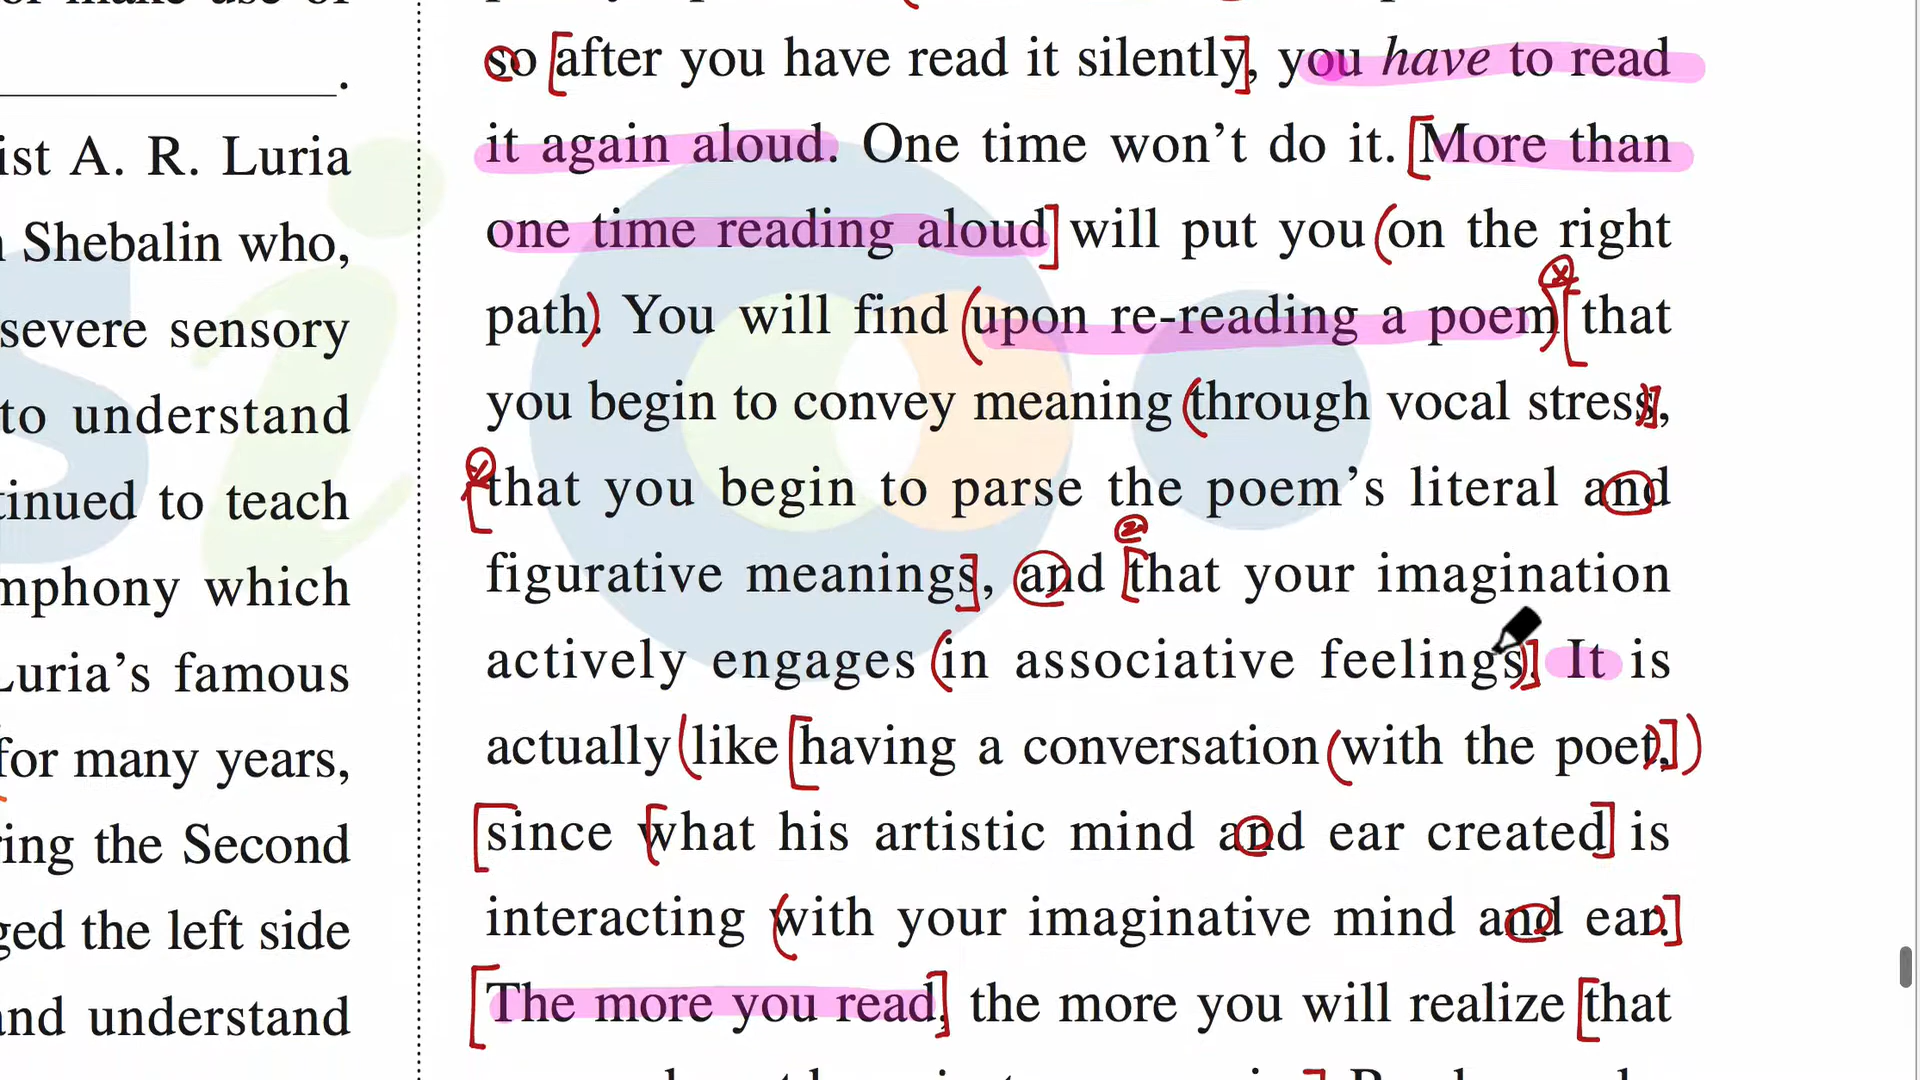 .
ist A. R. Luria
Shebalin who,
severe sensory
to understand
tinued to teach
mphony which
Luria's famous
for many years,
ring the Second
ged the left side
and understand
so after you have read it silently, you have to read
it again aloud. One time won't do it. More than
one time reading aloud will put you on the right
path. You will find upon re-reading a poem that
you begin to convey meaning through vocal stress,
that you begin to parse the poem's literal and
figurative meanings, and that your imagination
actively engages in associative feelings. It is
actually like having a conversation with the poet,
since what his artistic mind and ear created is
interacting with your imaginative mind and ear.
The more you read, the more you will realize that